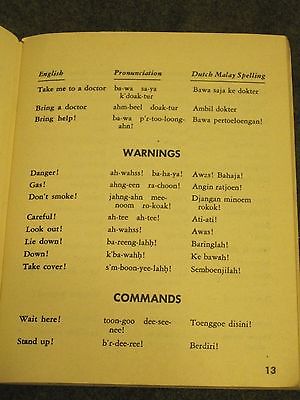 English Pronunciation Dutch Malay Spelling
Take me to a doctor ba-wa sa-ya Bawa saja ke dokter
k'doak-tur
Bring a doctor ahm-beel doak-tur Ambil dokter
Bring help! ba-wa p'r-too-loong- Bawa pertoeloengan!
ahn!
WARNINGS
Danger! ah-wahss! ba-ha-ya! Awas! Bahaja!
Gas! ahng-een ra-choon! Angin ratjoen!
Don't smoke! jahng-ahn mee- Djangan minoem
noom ro-koak! rokok!
Careful! ah-tee ah-tee! Ati-ati!
Look out! ah-wahss! Awas!
Lie down! ba-reeng-lahh! Baringlah!
Down! k'ba-wahh! Ke bawah!
Take cover! s'm-boon-yee-lahh! Semboenjilah!
COMMANDS
Wait here! toon-goo dee-see- Toenggoe disini!
nee!
Stand up! b'r-dee-ree! Berdiri!
13